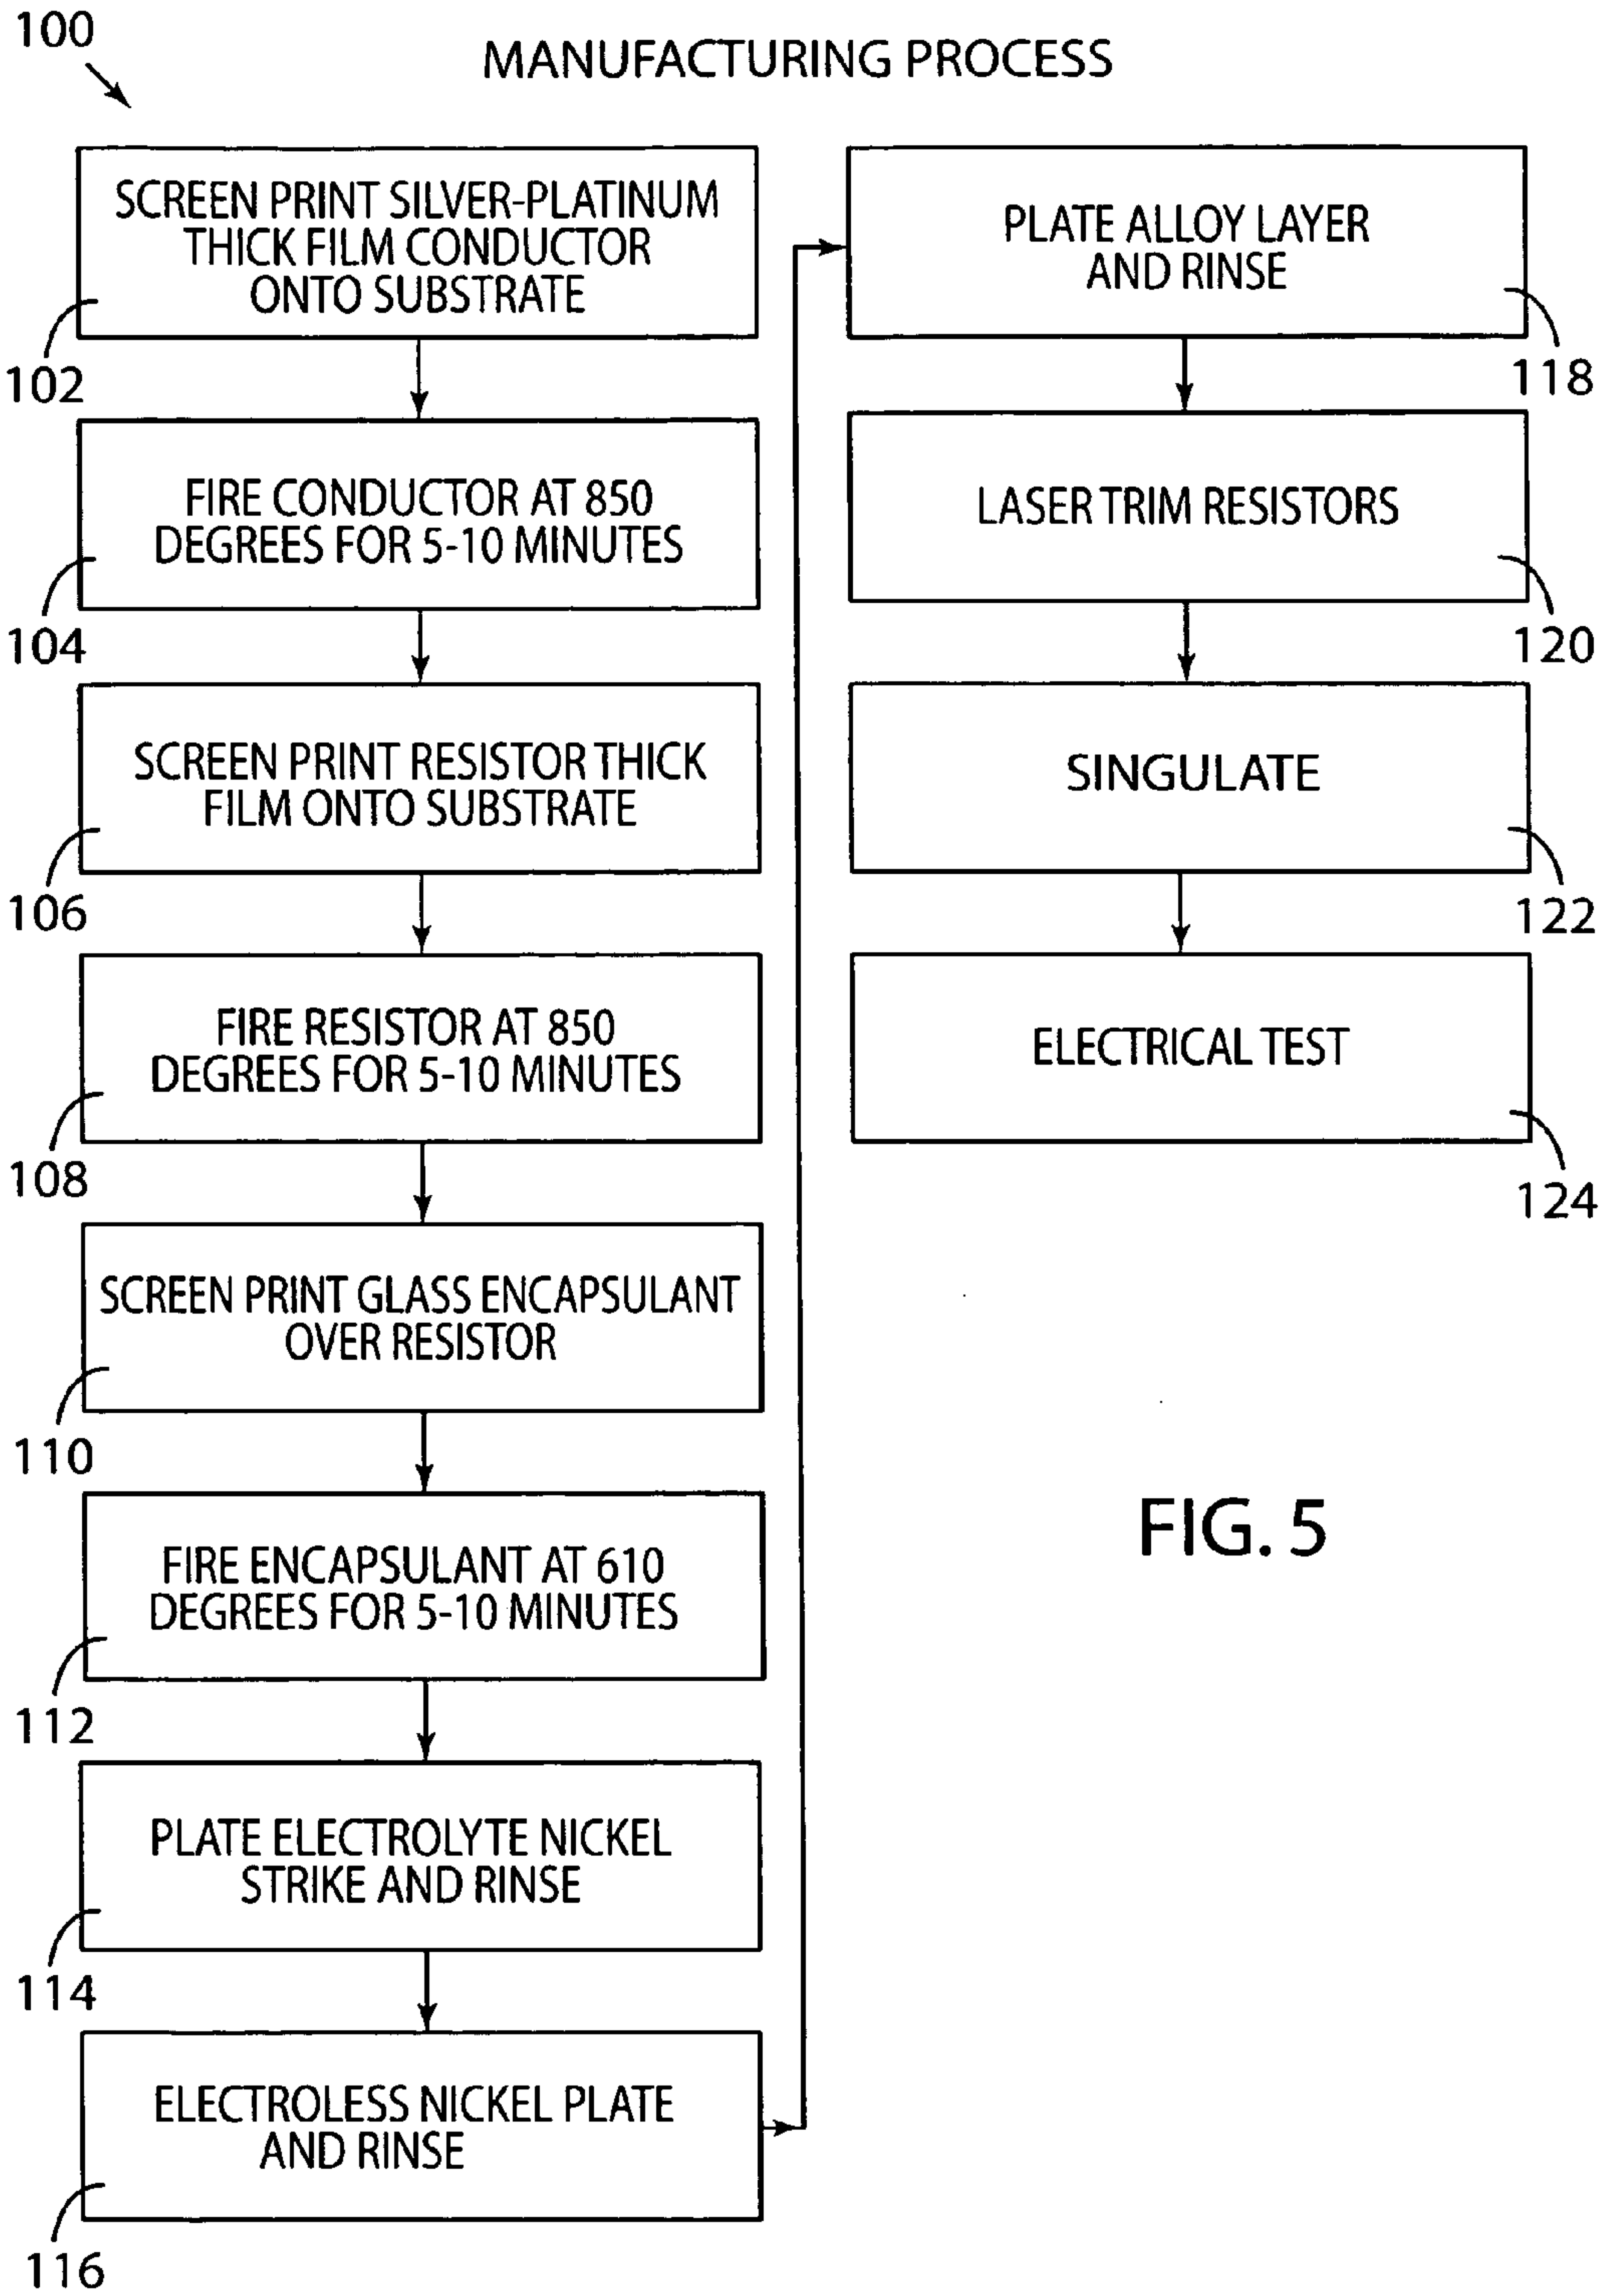 100
MANUFACTURING PROCESS
SCREEN PRINT SILVER-PLATINUM
THICK FILM CONDUCTOR
ONTO SUBSTRATE
102
FIRE CONDUCTOR AT 850
DEGREES FOR 5-10 MINUTES
104
SCREEN PRINT RESISTOR THICK
FILM ONTO SUBSTRATE
106
FIRE RESISTOR AT 850
DEGREES FOR 5-10 MINUTES
108
SCREEN PRINT GLASS ENCAPSULANT
OVER RESISTOR
110
FIRE ENCAPSULANT AT 610
DEGREES FOR 5-10 MINUTES
112
PLATE ELECTROLYTE NICKEL
STRIKE AND RINSE
114
ELECTROLESS NICKEL PLATE
AND RINSE
116
PLATE ALLOY LAYER
AND RINSE
118
LASER TRIM RESISTORS
120
SINGULATE
122
ELECTRICAL TEST
124
FIG. 5